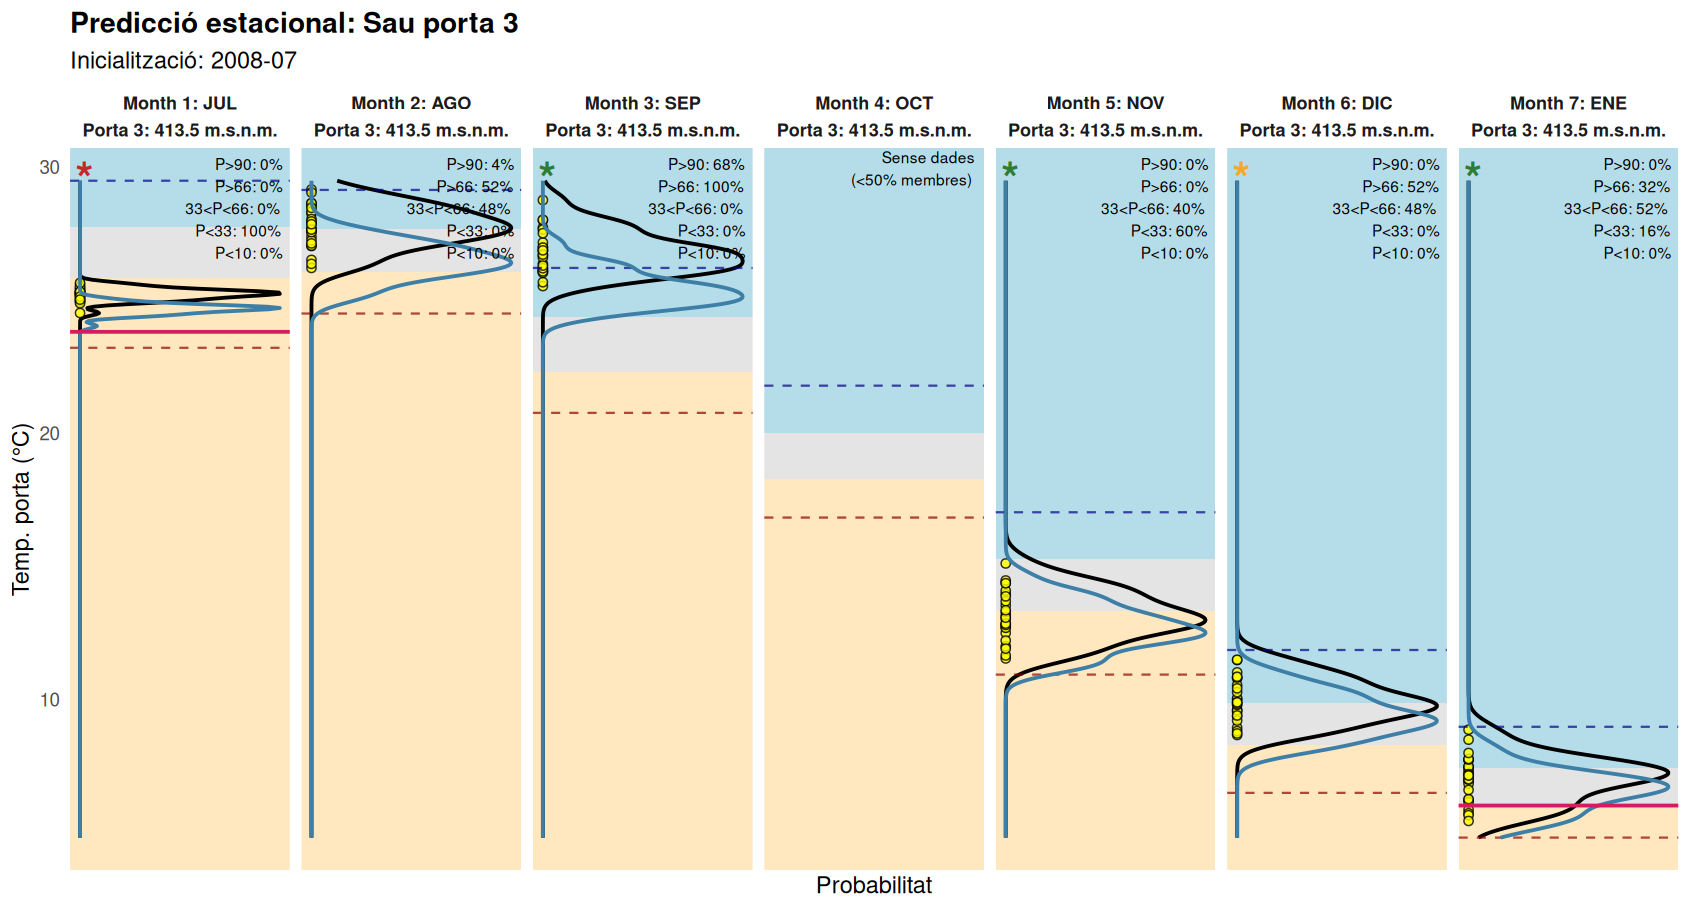 Predicció estacional: Sau porta 3
Inicialització: 2008-07
Month 1: JUL
Porta 3: 413.5 m.s.n.m.
Month 2: AGO
Porta 3: 413.5 m.s.n.m.
Month 3: SEP
Porta 3: 413.5 m.s.n.m.
Month 4: OCT
Porta 3: 413.5 m.s.n.m.
Month 5: NOV
Porta 3: 413.5 m.s.n.m.
Month 6: DIC
Porta 3: 413.5 m.s.n.m.
Month 7: ENE
Porta 3: 413.5 m.s.n.m.
Temp. porta (°C)
30
20
10
*
P>90: 0%
P>66: 0%
33<P<66: 0%
P<33: 100%
P<10: 0%
P>90: 4%
P>66: 52%
33<P<66: 48%
P<33: 0%
P<10: 0%
*
P>90: 68%
P>66: 100%
33<P<66: 0%
P<33: 0%
P<10: 0%
Sense dades
(<50% membres)
*
P>90: 0%
P>66: 0%
33<P<66: 40%
P<33: 60%
P<10: 0%
*
P>90: 0%
P>66: 52%
33<P<66: 48%
P<33: 0%
P<10: 0%
*
P>90: 0%
P>66: 32%
33<P<66: 52%
P<33: 16%
P<10: 0%
Probabilitat